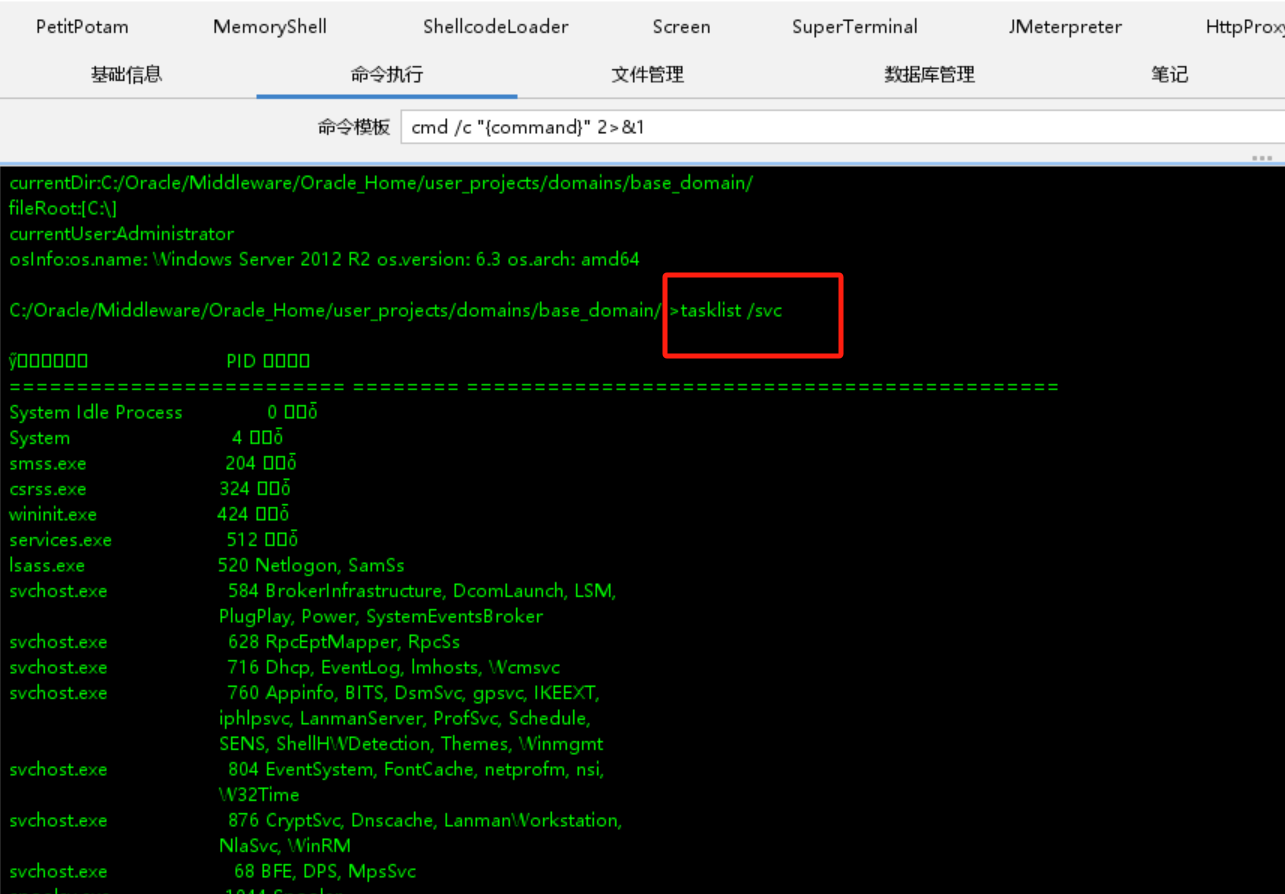 PetitPotam MemoryShell ShellcodeLoader Screen SuperTerminal JMeterpreter HttpProxy
基础信息 命令执行 文件管理 数据库管理 笔记
命令模板 cmd /c "{command}" 2>&1
currentDir:C:/Oracle/Middleware/Oracle_Home/user_projects/domains/base_domain/
fileRoot:[C:\]
currentUser:Administrator
osInfo:os.name: Windows Server 2012 R2 os.version: 6.3 os.arch: amd64
C:/Oracle/Middleware/Oracle_Home/user_projects/domains/base_domain/ >tasklist /svc
PID
========================= ======== ============================================
System Idle Process 0
System 4
smss.exe 204
csrss.exe 324
wininit.exe 424
services.exe 512
lsass.exe 520 Netlogon, SamSs
svchost.exe 584 BrokerInfrastructure, DcomLaunch, LSM,
PlugPlay, Power, SystemEventsBroker
svchost.exe 628 RpcEptMapper, RpcSs
svchost.exe 716 Dhcp, EventLog, lmhosts, Wcmsvc
svchost.exe 760 Appinfo, BITS, DsmSvc, gpsvc, IKEEXT,
iphlpsvc, LanmanServer, ProfSvc, Schedule,
SENS, ShellHWDetection, Themes, Winmgmt
svchost.exe 804 EventSystem, FontCache, netprofm, nsi,
W32Time
svchost.exe 876 CryptSvc, Dnscache, LanmanWorkstation,
NlaSvc, WinRM
svchost.exe 68 BFE, DPS, MpsSvc